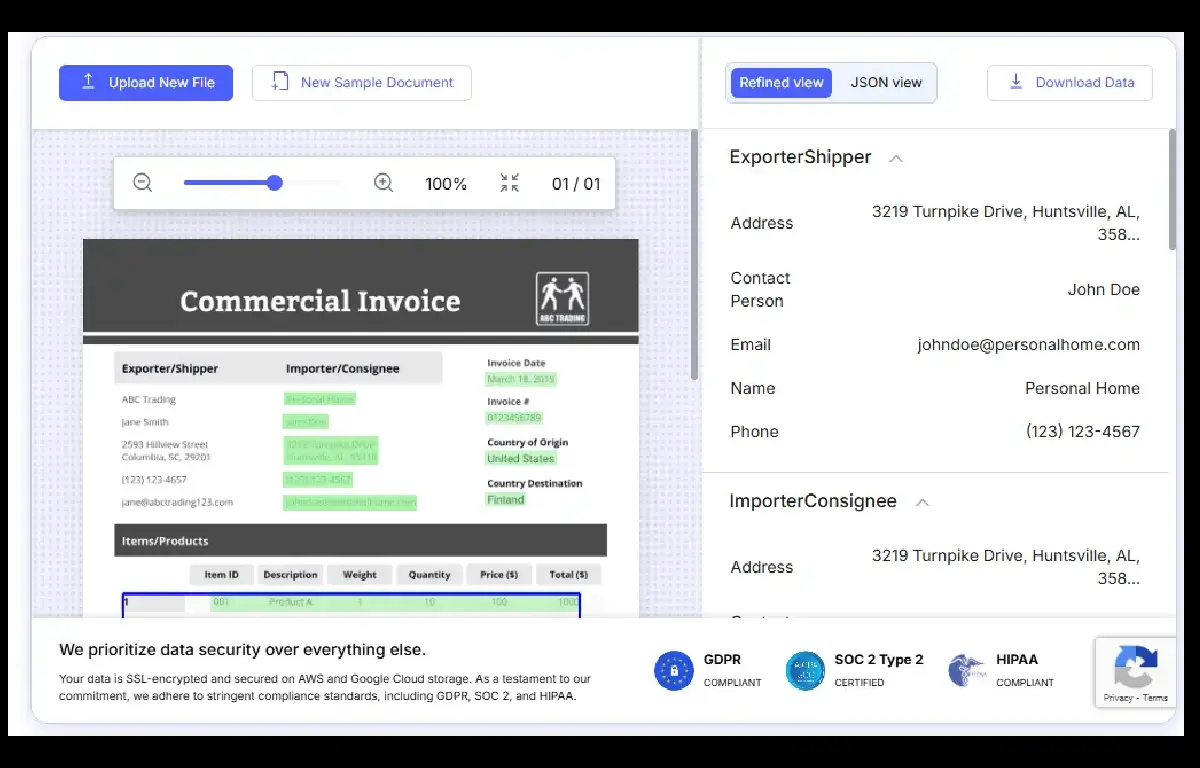 Upload New File
New Sample Document
Refined view
JSON view
Download Data
100%
01 / 01
Commercial Invoice
ABC TRADING
Exporter/Shipper
Importer/Consignee
ABC Trading
Personal Home
Jane Smith
John Doe
2593 Hillview Street
Columbia, SC, 29201
3219 Turnpike Drive
Huntsville, AL,
(123) 123-4657
(123) 123-4567
jane@abctrading123.com
johndoe@personalhome.com
Invoice Date
March 18, 2019
Invoice #
0123456789
Country of Origin
United States
Country Destination
Finland
Items/Products
Item ID Description Weight Quantity Price ($) Total ($)
1 001 Product A 1 10 100 1000
ExporterShipper
Address
3219 Turnpike Drive, Huntsville, AL,
358...
Contact
Person
John Doe
Email
johndoe@personalhome.com
Name
Personal Home
Phone
(123) 123-4567
ImporterConsignee
Address
3219 Turnpike Drive, Huntsville, AL,
358...
We prioritize data security over everything else.
Your data is SSL-encrypted and secured on AWS and Google Cloud storage. As a testament to our
commitment, we adhere to stringent compliance standards, including GDPR, SOC 2, and HIPAA.
GDPR
COMPLIANT
SOC 2 Type 2
CERTIFIED
HIPAA
COMPLIANT
Privacy - Terms